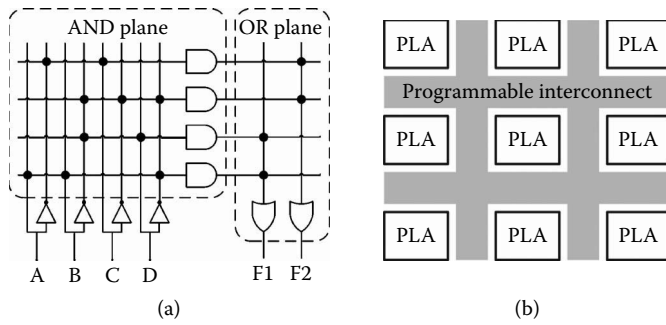 AND plane OR plane
A B C D F1 F2
(a)
PLA PLA PLA
Programmable interconnect
PLA PLA PLA
PLA PLA PLA
(b)